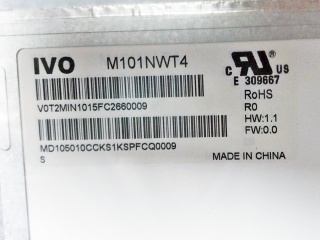 IVO M101NWT4
C US
E 309667
V0T2MIN1015FC2660009
RoHS
R0
HW:1.1
FW:0.0
MD105010CCKS1KSPFCQ0009
S
MADE IN CHINA